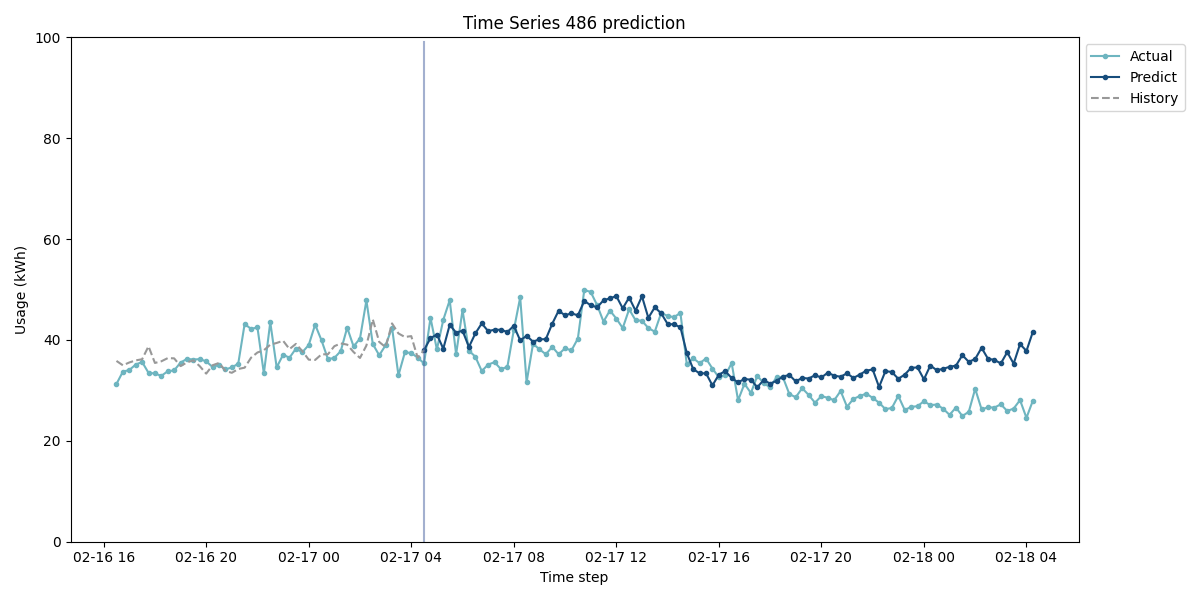 Time Series 486 prediction
100
80
60
40
20
0
Usage (kWh)
02-16 16 02-16 20 02-17 00 02-17 04 02-17 08 02-17 12 02-17 16 02-17 20 02-18 00 02-18 04
Time step
Actual
Predict
History